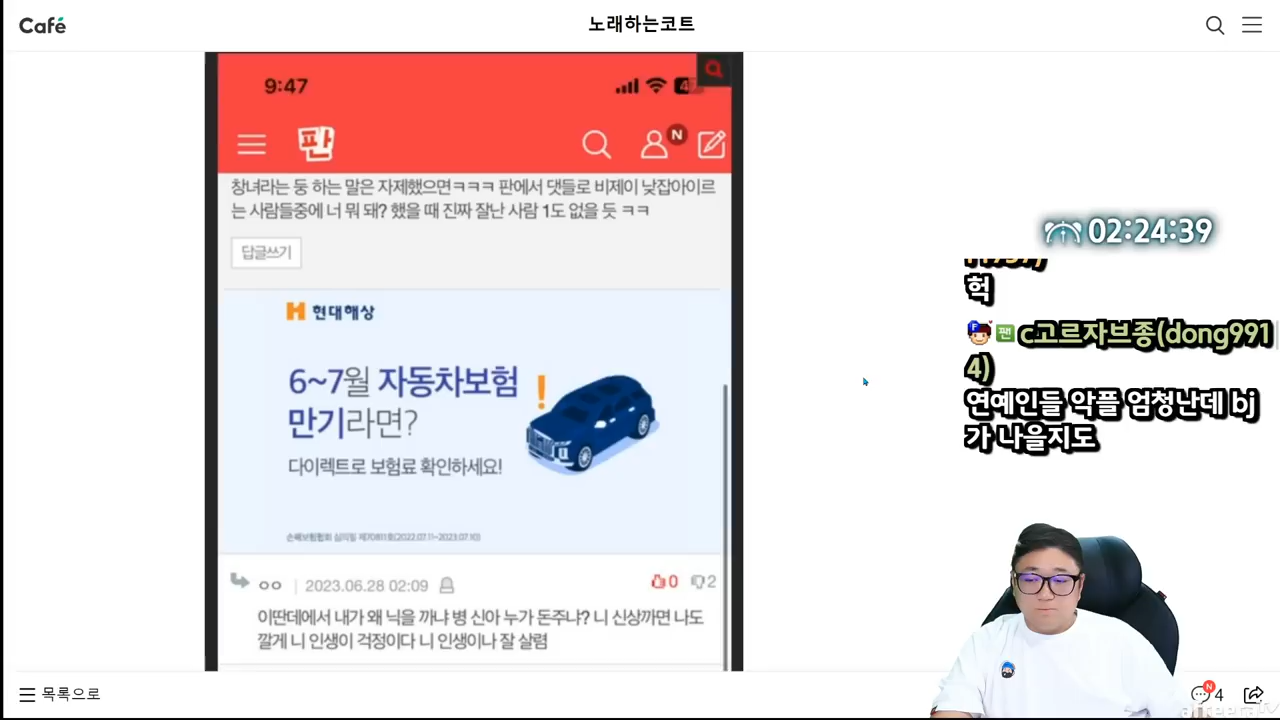 Café
노래하는코트
9:47
47
판
N
창녀라는 둥 하는 말은 자제했으면ㅋㅋㅋ 판에서 댓들로 비제이 낮잡아이르
는 사람들중에 너 뭐 돼? 했을 때 진짜 잘난 사람 1도 없을 듯 ㅋㅋ
답글쓰기
현대해상
6~7월 자동차보험
만기라면?
다이렉트로 보험료 확인하세요!
ㅇㅇ | 2023.06.28 02:09
0
2
이딴데에서 내가 왜 닉을 까냐 병 신아 누가 돈주냐? 니 신상까면 나도
깔게 니 인생이 걱정이다 니 인생이나 잘 살렴
목록으로
02:24:39
헉
F 팬 c고르자브종(dong991
4)
연예인들 악플 엄청난데 bj
가 나을지도
N
4
afreecaTV